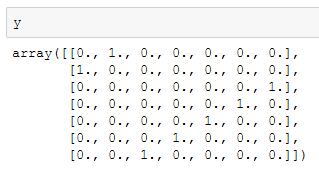 y
array([[0., 1., 0., 0., 0., 0., 0.],
[1., 0., 0., 0., 0., 0., 0.],
[0., 0., 0., 0., 0., 0., 1.],
[0., 0., 0., 0., 0., 1., 0.],
[0., 0., 0., 0., 1., 0., 0.],
[0., 0., 0., 1., 0., 0., 0.],
[0., 0., 1., 0., 0., 0., 0.]])